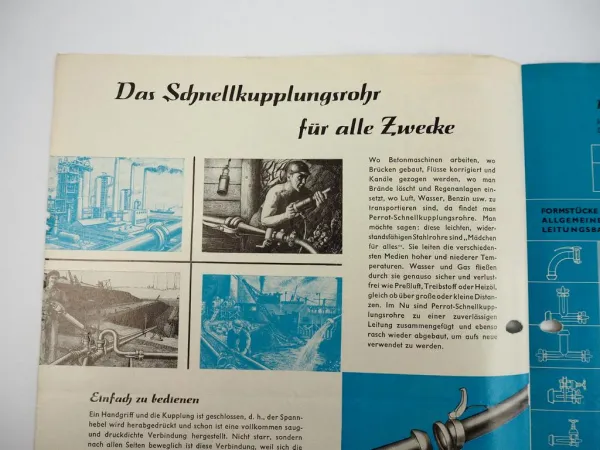 Das Schnellkupplungsrohr
für alle Zwecke
Wo Betonmaschinen arbeiten, wo
Brücken gebaut, Flüsse korrigiert und
Kanäle gezogen werden, wo man
Brände löscht und Regenanlagen ein-
setzt, wo Luft, Wasser, Benzin usw. zu
transportieren sind, da findet man
Perrot-Schnellkupplungsrohre. Man
möchte sagen: diese leichten, wider-
standsfähigen Stahlrohre sind „Mädchen
für alles". Sie leiten die verschieden-
sten Medien hoher und niederer Tem-
peraturen. Wasser und Gas fließen
durch sie genauso sicher und verlust-
frei wie Preßluft, Treibstoff oder Heizöl,
gleich ob über große oder kleine Distan-
zen. Im Nu sind Perrot-Schnellkupp-
lungsrohre zu einer zuverlässigen
Leitung zusammengefügt und ebenso
rasch wieder abgebaut, um aufs neue
verwendet zu werden.
Einfach zu bedienen
Ein Handgriff und die Kupplung ist geschlossen, d. h., der Spann-
hebel wird herabgedrückt und schon ist eine vollkommen saug-
und druckdichte Verbindung hergestellt. Nicht starr, sondern
nach allen Seiten beweglich ist diese Verbindung, weil sich die
FORMSTÜCKE
ALLGEMEINE
LEITUNGSBA